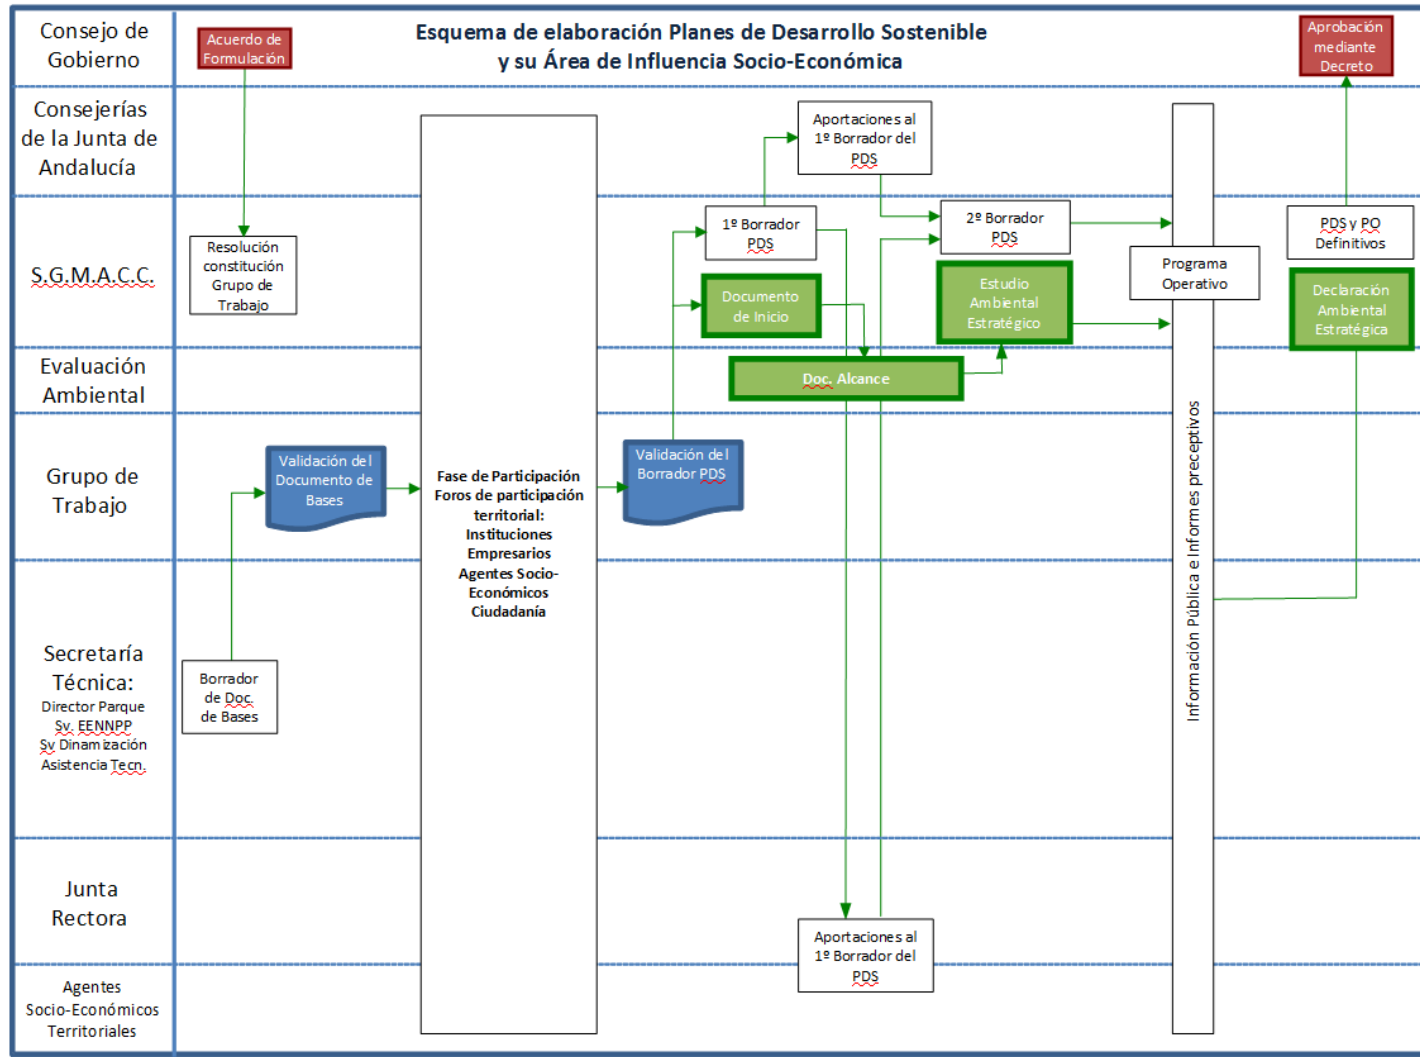 Esquema de elaboración Planes de Desarrollo Sostenible
y su Área de Influencia Socio-Económica
Consejo de
Gobierno
Acuerdo de
Formulación
Aprobación
mediante
Decreto
Consejerías
de la Junta de
Andalucía
Aportaciones al
1º Borrador del
PDS
S.G.M.A.C.C.
Resolución
constitución
Grupo de
Trabajo
1º Borrador
PDS
2º Borrador
PDS
PDS y PO
Definitivos
Documento
de Inicio
Estudio
Ambiental
Estratégico
Programa
Operativo
Declaración
Ambiental
Estratégica
Evaluación
Ambiental
Doc. Alcance
Grupo de
Trabajo
Validación del
Documento de
Bases
Fase de Participación
Foros de participación
territorial:
Instituciones
Empresarios
Agentes Socio-
Económicos
Ciudadanía
Validación del
Borrador PDS
Información Pública e Informes preceptivos
Secretaría
Técnica:
Director Parque
Sv. EENNPP
Sv Dinamización
Asistencia Tecn.
Borrador
de Doc.
de Bases
Junta
Rectora
Aportaciones al
1º Borrador del
PDS
Agentes
Socio-Económicos
Territoriales